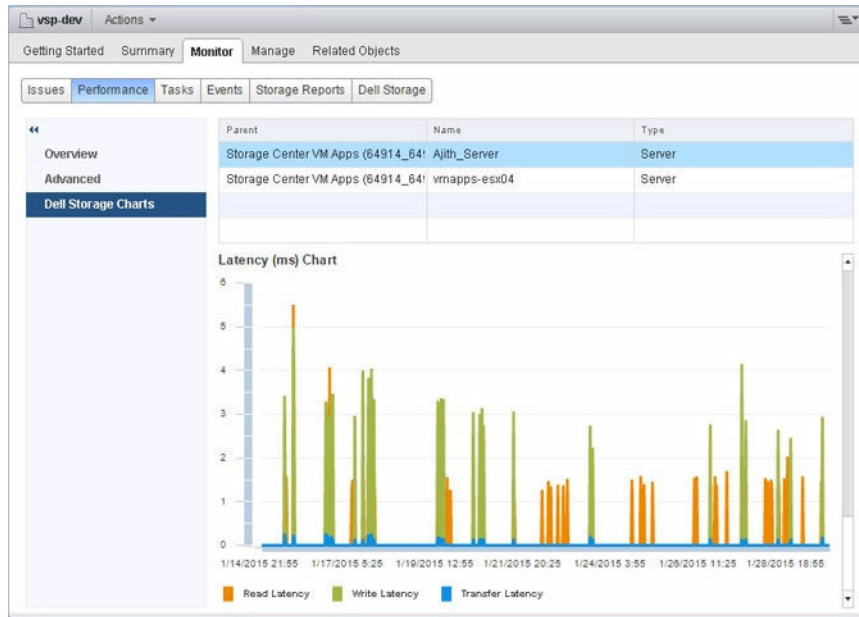 vsp-dev Actions
Getting Started Summary Monitor Manage Related Objects
Issues Performance Tasks Events Storage Reports Dell Storage
Overview
Advanced
Dell Storage Charts
Parent Name Type
Storage Center VM Apps (64914_64 Ajith_Server Server
Storage Center VM Apps (64914_64 vmapps-esx04 Server
Latency (ms) Chart
6
5
4
3
2
1
0
1/14/2015 21:55 1/17/2015 5:25 1/19/2015 12:55 1/21/2015 20:25 1/24/2015 3:55 1/26/2015 11:25 1/28/2015 18:55
Read Latency Write Latency Transfer Latency